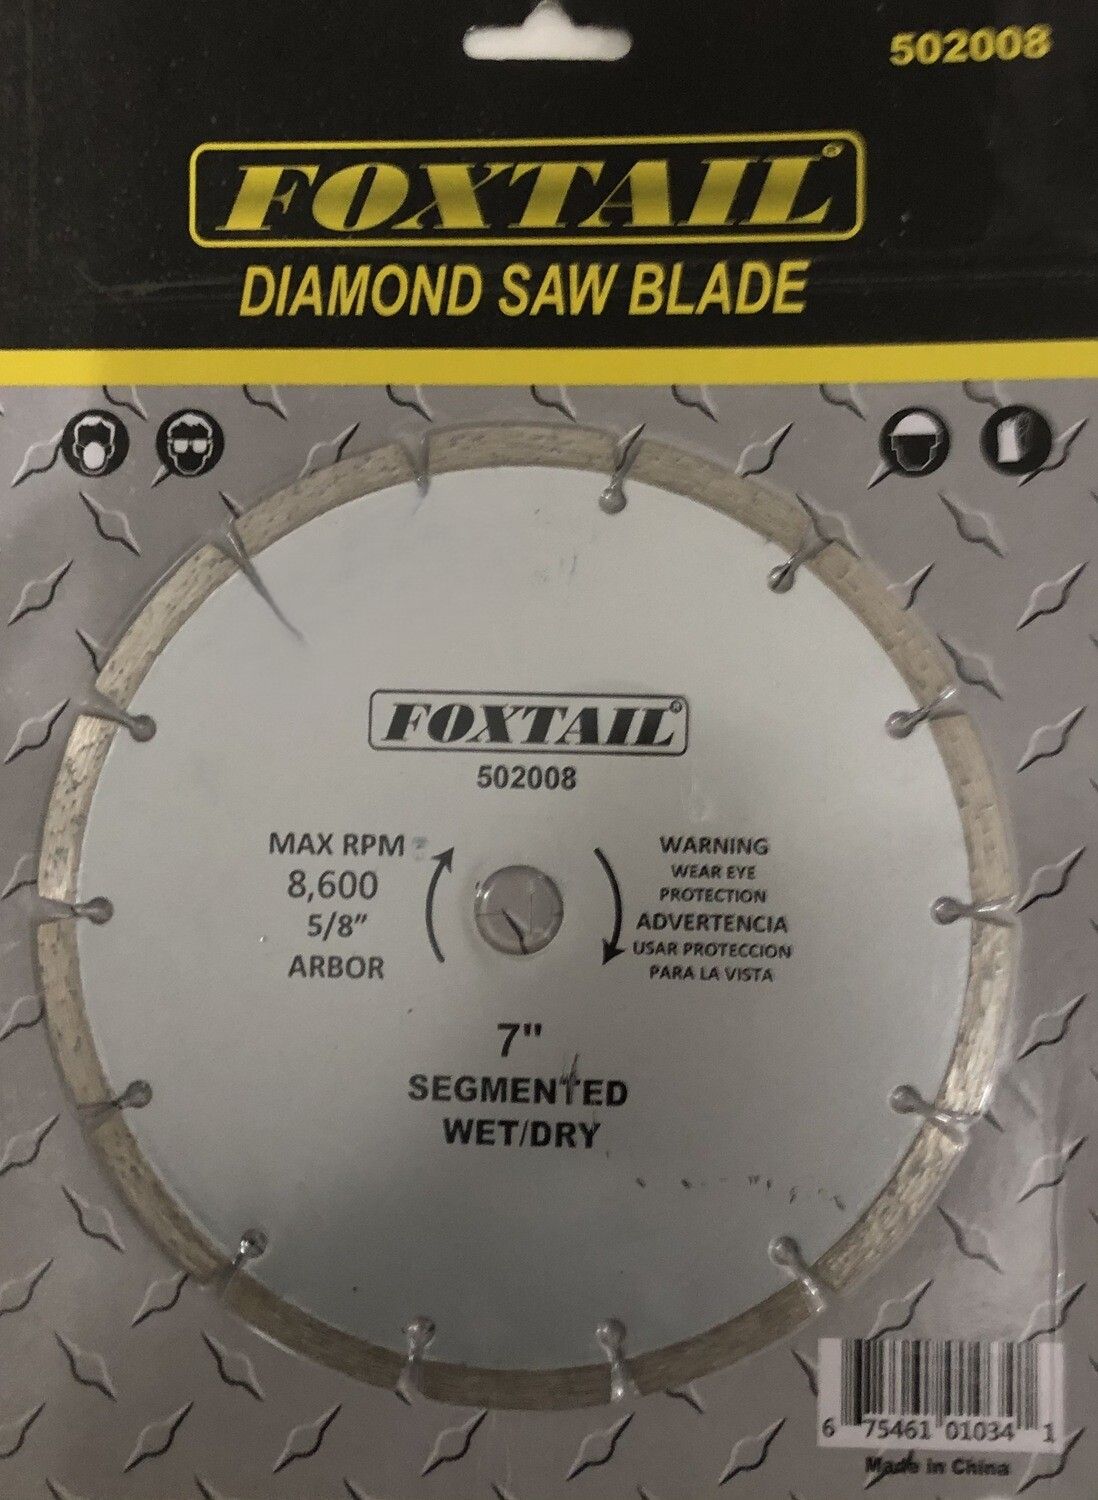 502008
FOXTAIL®
DIAMOND SAW BLADE
FOXTAIL®
502008
MAX RPM
8,600
5/8"
ARBOR
WARNING
WEAR EYE
PROTECTION
ADVERTENCIA
USAR PROTECCION
PARA LA VISTA
7"
SEGMENTED
WET/DRY
6 75461 01034 1
Made in China